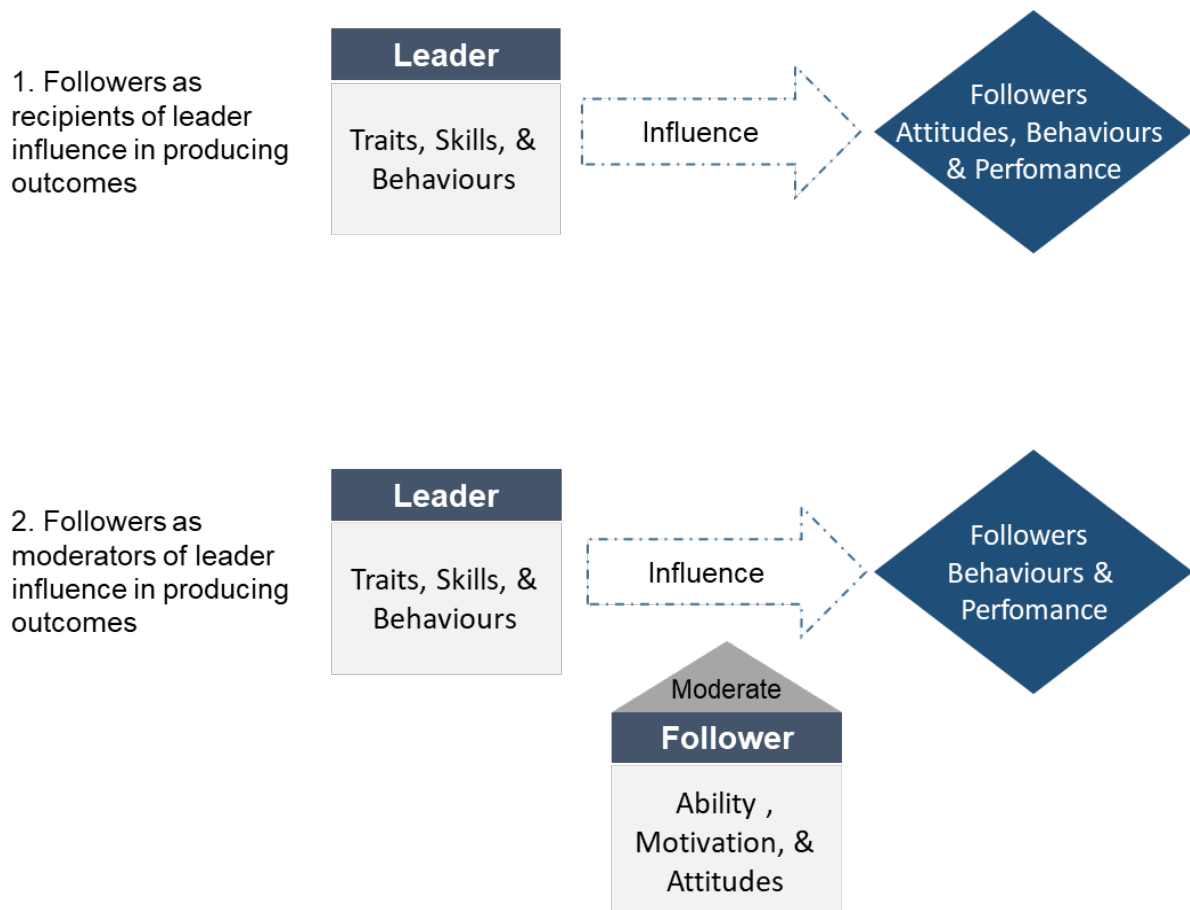 1. Followers as
recipients of leader
influence in producing
outcomes
Leader
Traits, Skills, &
Behaviours
Influence
Followers
Attitudes, Behaviours
& Perfomance
2. Followers as
moderators of leader
influence in producing
outcomes
Leader
Traits, Skills, &
Behaviours
Influence
Followers
Behaviours &
Perfomance
Moderate
Follower
Ability ,
Motivation, &
Attitudes